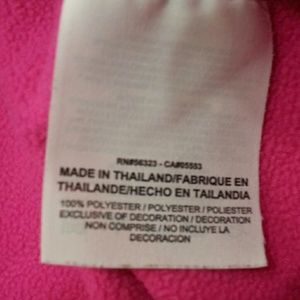 RN#56323 - CA#05553
MADE IN THAILAND/FABRIQUE EN
THAILANDE/HECHO EN TAILANDIA
100% POLYESTER / POLYESTER / POLIESTER
EXCLUSIVE OF DECORATION / DECORATION
NON COMPRISE / NO INCLUYE LA
DECORACION